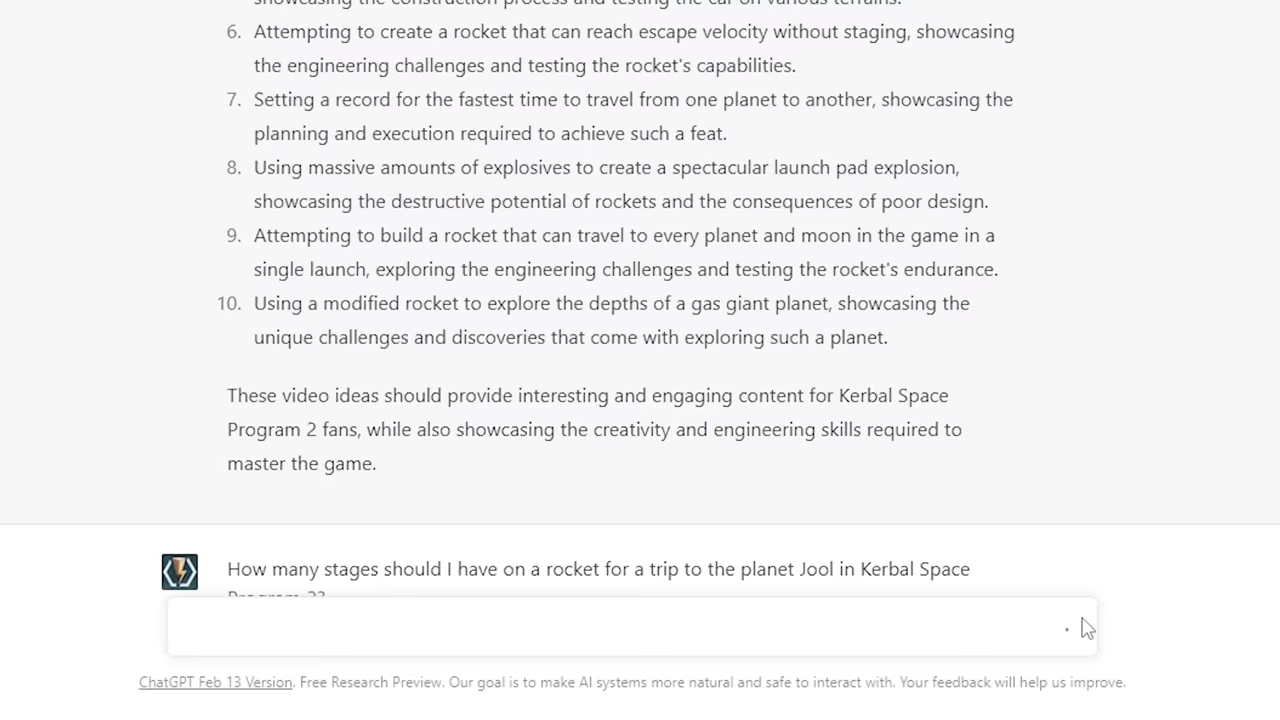 showcasing the construction process and testing the car on various terrains.
6. Attempting to create a rocket that can reach escape velocity without staging, showcasing
the engineering challenges and testing the rocket's capabilities.
7. Setting a record for the fastest time to travel from one planet to another, showcasing the
planning and execution required to achieve such a feat.
8. Using massive amounts of explosives to create a spectacular launch pad explosion,
showcasing the destructive potential of rockets and the consequences of poor design.
9. Attempting to build a rocket that can travel to every planet and moon in the game in a
single launch, exploring the engineering challenges and testing the rocket's endurance.
10. Using a modified rocket to explore the depths of a gas giant planet, showcasing the
unique challenges and discoveries that come with exploring such a planet.
These video ideas should provide interesting and engaging content for Kerbal Space
Program 2 fans, while also showcasing the creativity and engineering skills required to
master the game.
How many stages should I have on a rocket for a trip to the planet Jool in Kerbal Space
Program 2?
ChatGPT Feb 13 Version. Free Research Preview. Our goal is to make AI systems more natural and safe to interact with. Your feedback will help us improve.